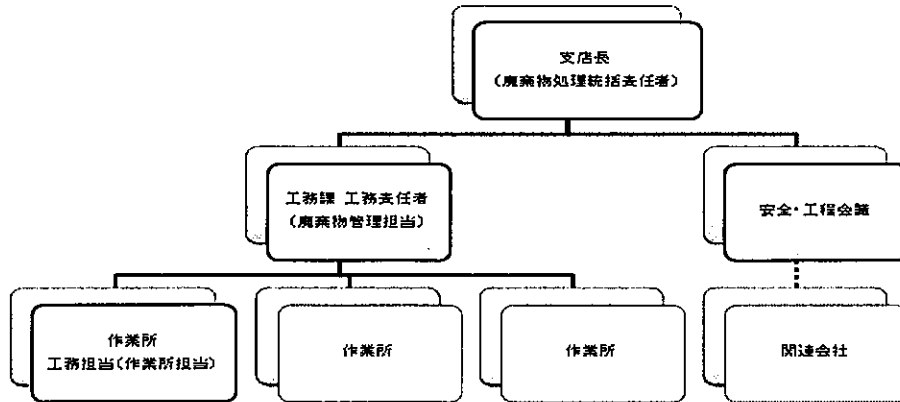 支店長
（廃棄物処理統括責任者）
工務課 工務責任者
（廃棄物管理担当）
安全・工程会議
作業所
工務担当（作業所担当）
作業所
作業所
関連会社